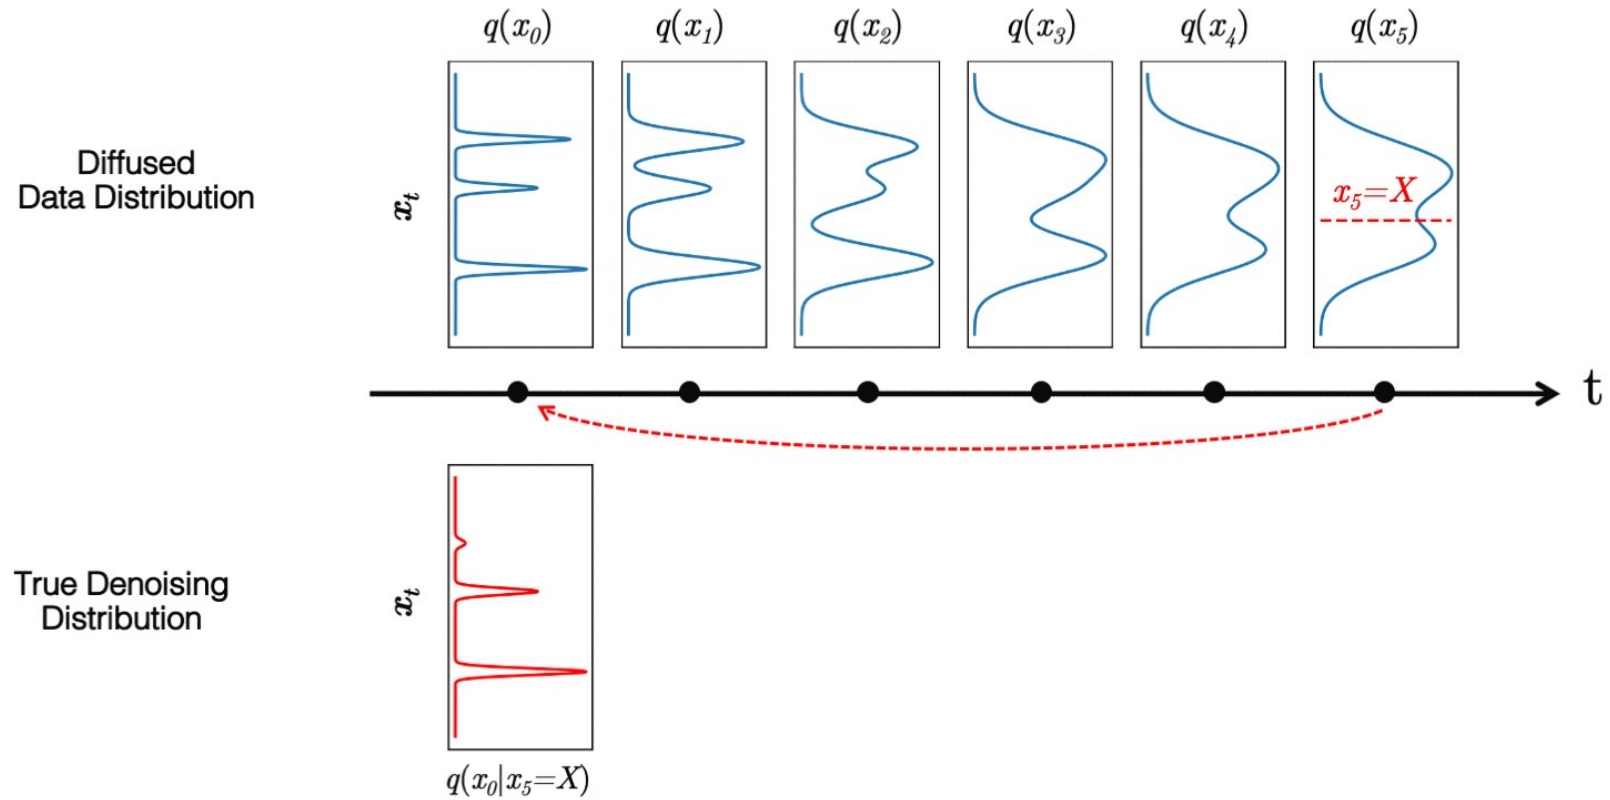 q(x₀) q(x₁) q(x₂) q(x₃) q(x₄) q(x₅)
Diffused
Data Distribution
xₜ
x₅=X
t
True Denoising
Distribution
xₜ
q(x₀|x₅=X)